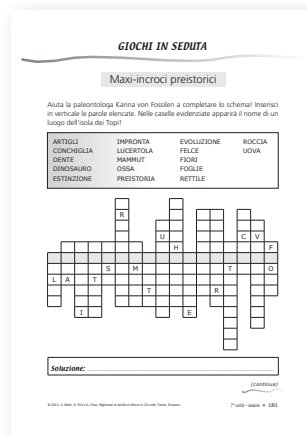 GIOCHI IN SEDUTA
Maxi-incroci preistorici
Aiuta la paleontologa Karina von Fossilen a completare lo schema! Inserisci
in verticale le parole elencate. Nelle caselle evidenziate apparirà il nome di un
luogo dell'isola dei Topi!
ARTIGLI IMPRONTA EVOLUZIONE ROCCIA
CONCHIGLIA LUCERTOLA FELCE UOVA
DENTE MAMMUT FIORI
DINOSAURO OSSA FOGLIE
ESTINZIONE PREISTORIA RETTILE
R
U C V
H F
S M T O
L A T
T R
I E
Soluzione:
(continua)
7ª unità – seduta 181